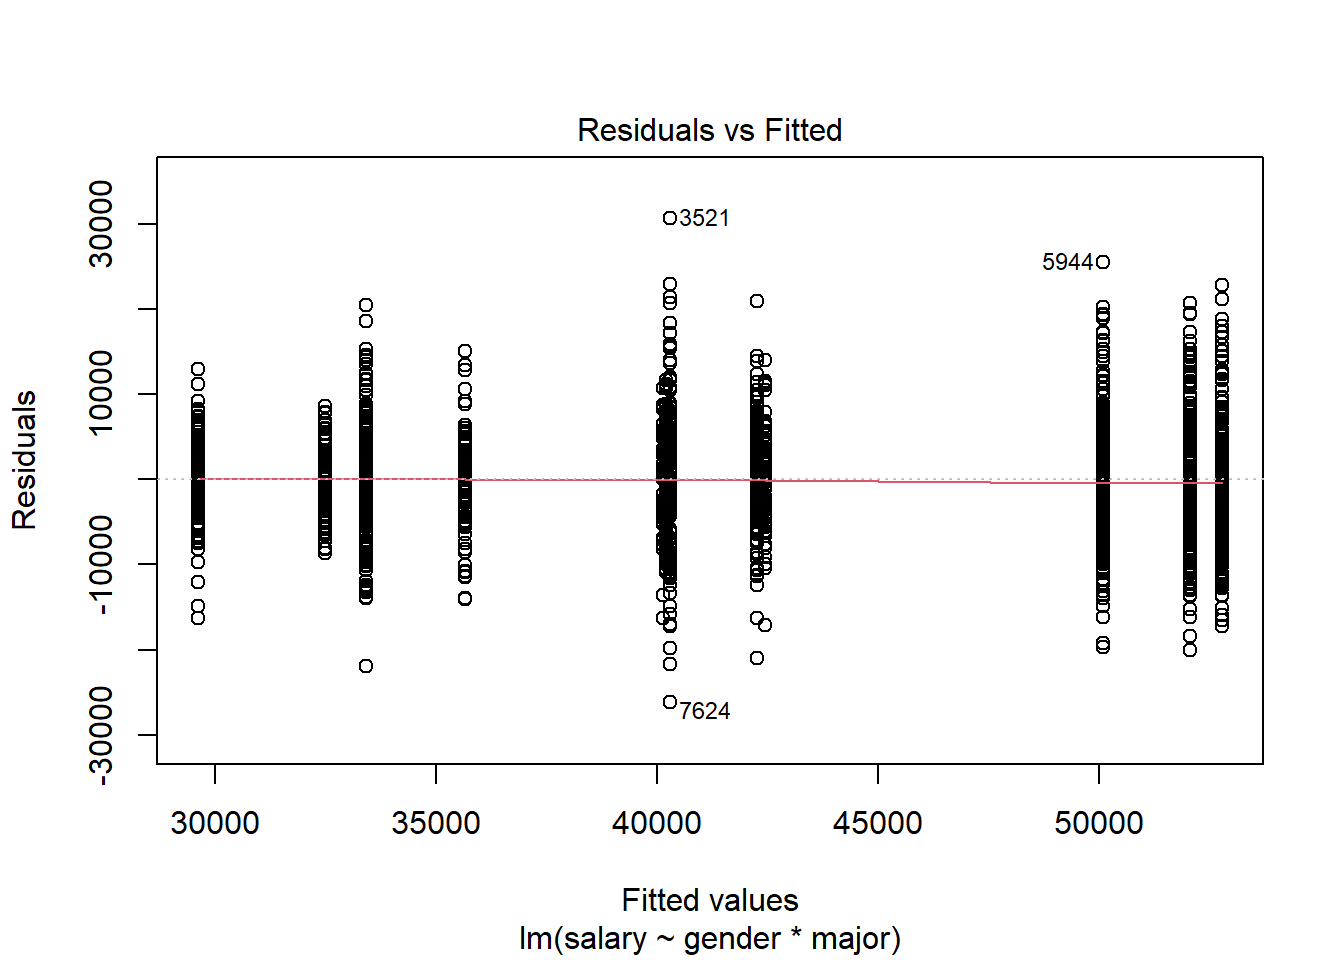 Residuals vs Fitted
Residuals
30000
10000
-10000
-30000
3521
5944
7624
30000 35000 40000 45000 50000
Fitted values
lm(salary ~ gender * major)